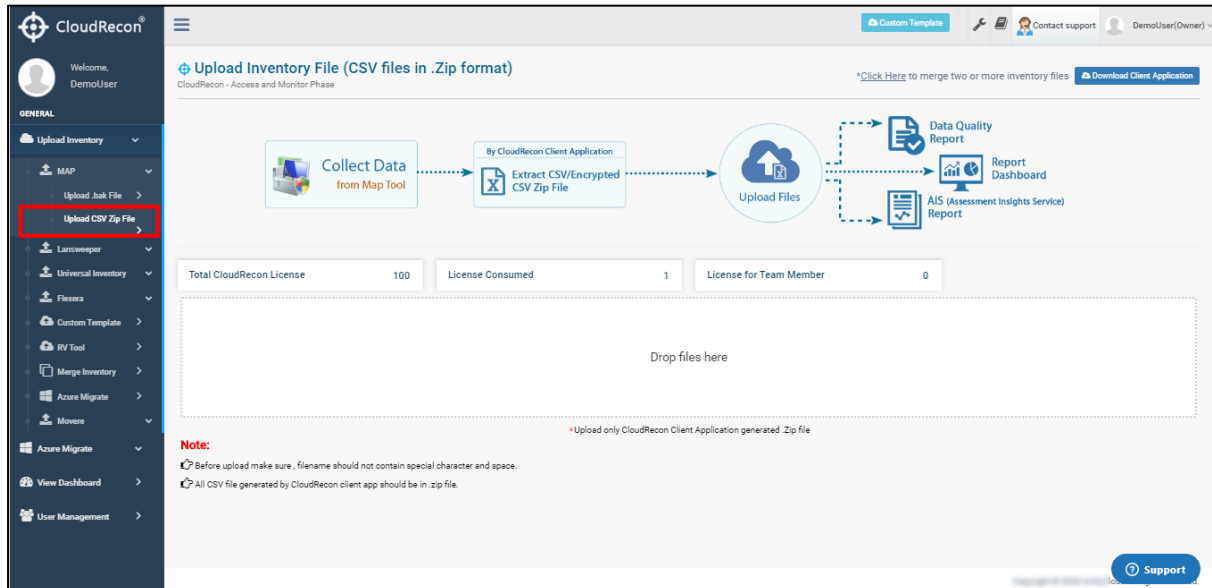 CloudRecon®
Custom Template
Contact support
DemoUser(Owner)
Welcome,
DemoUser
GENERAL
Upload Inventory
MAP
Upload .bak File
Upload CSV Zip File
Lansweeper
Universal Inventory
Flexera
Custom Template
RV Tool
Merge Inventory
Azure Migrate
Movere
Azure Migrate
View Dashboard
User Management
Upload Inventory File (CSV files in .Zip format)
CloudRecon - Access and Monitor Phase
*Click Here to merge two or more inventory files
Download Client Application
Collect Data
from Map Tool
By CloudRecon Client Application
Extract CSV/Encrypted
CSV Zip File
Upload Files
Data Quality
Report
Report
Dashboard
AIS (Assessment Insights Service)
Report
Total CloudRecon License 100
License Consumed 1
License for Team Member 0
Drop files here
*Upload only CloudRecon Client Application generated .Zip file
Note:
Before upload make sure , filename should not contain special character and space.
All CSV file generated by CloudRecon client app should be in .zip file.
Support